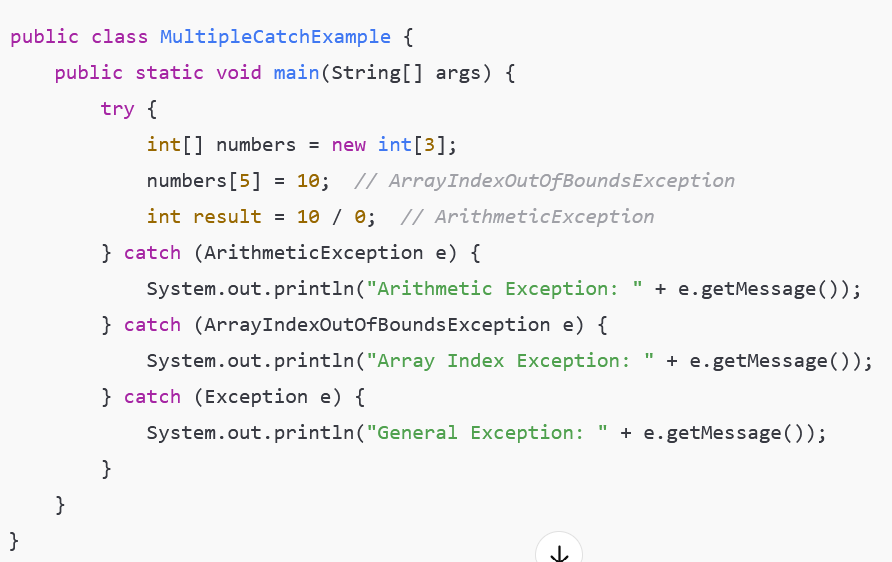 public class MultipleCatchExample {
    public static void main(String[] args) {
        try {
            int[] numbers = new int[3];
            numbers[5] = 10;  // ArrayIndexOutOfBoundsException
            int result = 10 / 0;  // ArithmeticException
        } catch (ArithmeticException e) {
            System.out.println("Arithmetic Exception: " + e.getMessage());
        } catch (ArrayIndexOutOfBoundsException e) {
            System.out.println("Array Index Exception: " + e.getMessage());
        } catch (Exception e) {
            System.out.println("General Exception: " + e.getMessage());
        }
    }
}